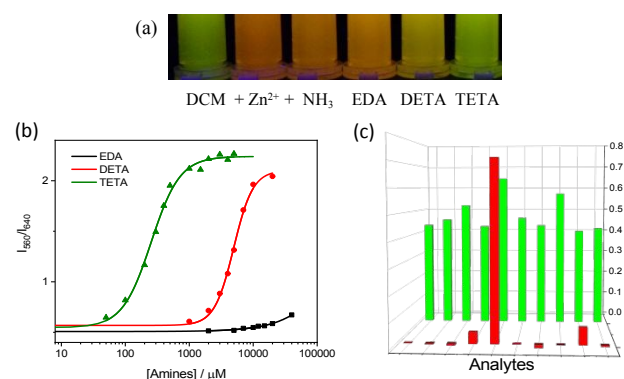 (a)
DCM + Zn²⁺ + NH₃ EDA DETA TETA
(b)
EDA
DETA
TETA
2
1
I₅₆₀/I₆₄₀
10 100 1000 10000 100000
[Amines] / μM
(c)
0.8
0.7
0.6
0.5
0.4
0.3
0.2
0.1
0.0
Analytes